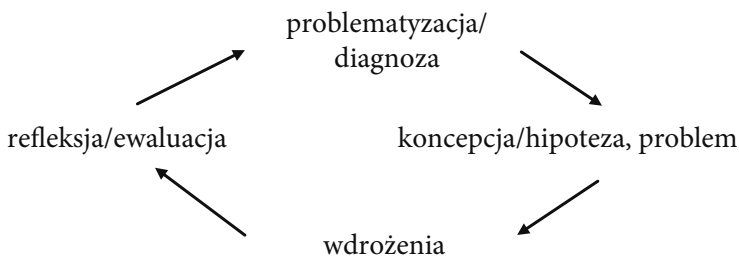 problematyzacja/
diagnoza
refleksja/ewaluacja
koncepcja/hipoteza, problem
wdrożenia